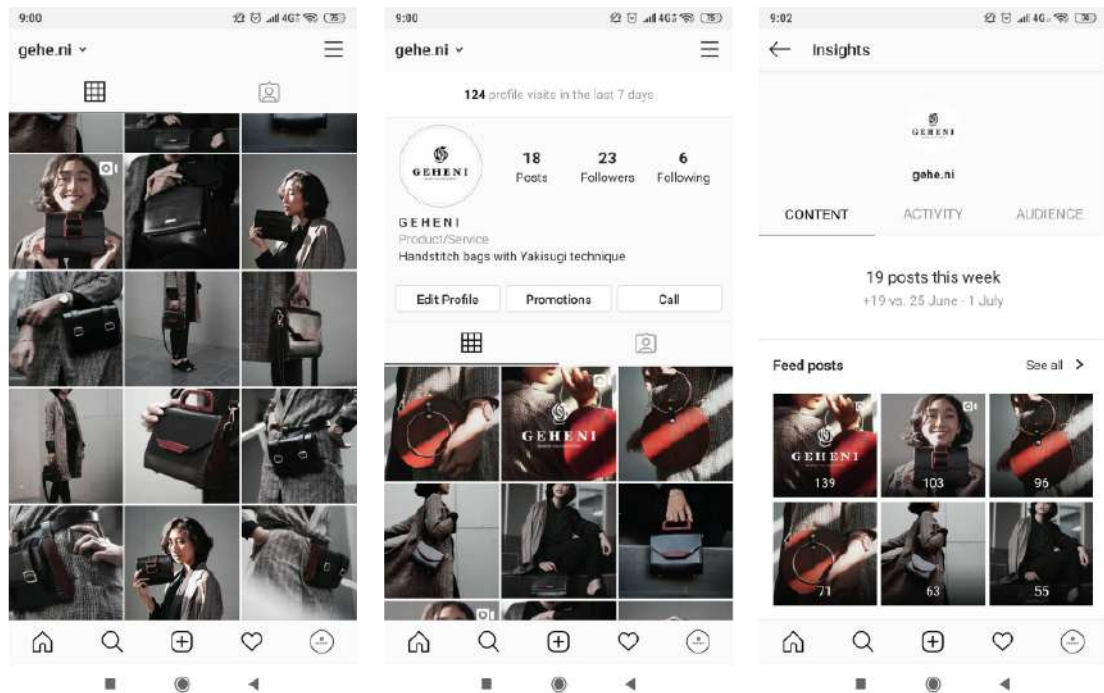 9:00
4G
gehe.ni
9:00
4G
gehe.ni
124 profile visits in the last 7 days
GEHENI
18
23
6
Posts
Followers
Following
GEHENI
Product/Service
Handstitch bags with Yakisugi technique
Edit Profile
Promotions
Call
GEHENI
9:02
4G
Insights
GEHENI
gehe.ni
CONTENT
ACTIVITY
AUDIENCE
19 posts this week
+19 vs. 25 June - 1 July
Feed posts
See all
GEHENI
139
103
96
71
63
55